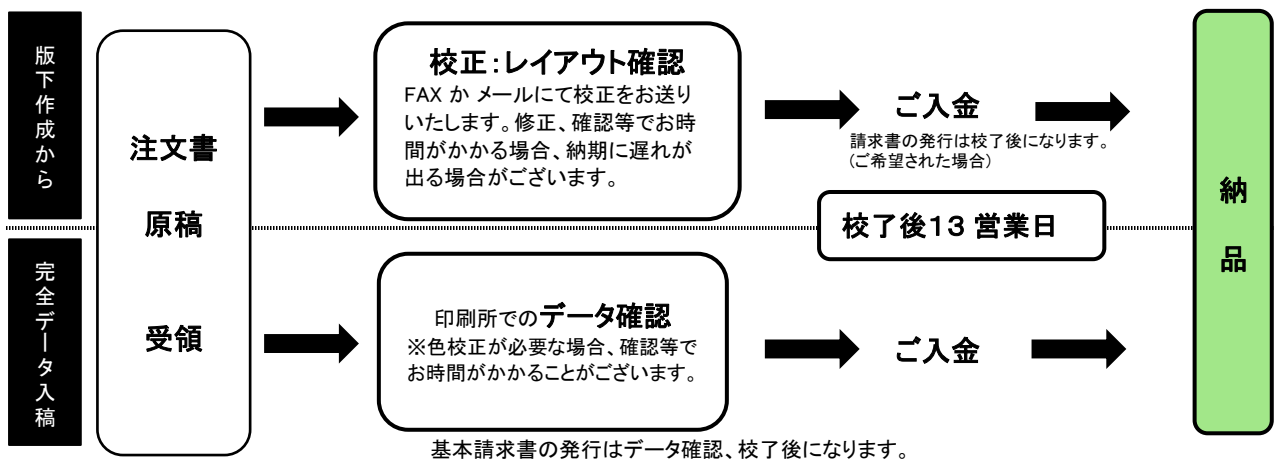 版下作成から
注文書
原稿
受領
校正：レイアウト確認
FAX か メールにて校正をお送り
いたします。修正、確認等でお時
間がかかる場合、納期に遅れが
出る場合がございます。
ご入金
請求書の発行は校了後になります。
（ご希望された場合）
校了後13 営業日
納品
完全データ入稿
印刷所でのデータ確認
※色校正が必要な場合、確認等で
お時間がかかることがございます。
ご入金
基本請求書の発行はデータ確認、校了後になります。